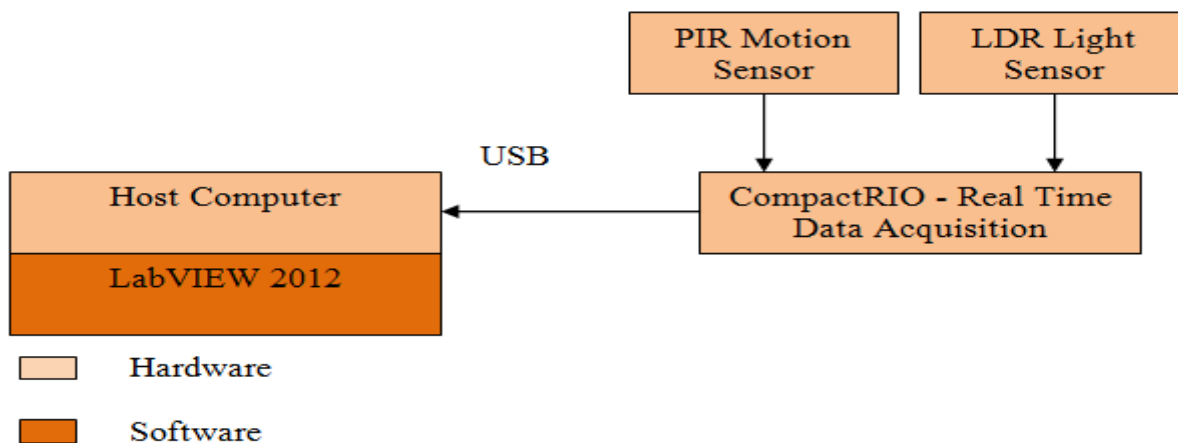 PIR Motion
Sensor
LDR Light
Sensor
USB
Host Computer
CompactRIO - Real Time
Data Acquisition
LabVIEW 2012
Hardware
Software